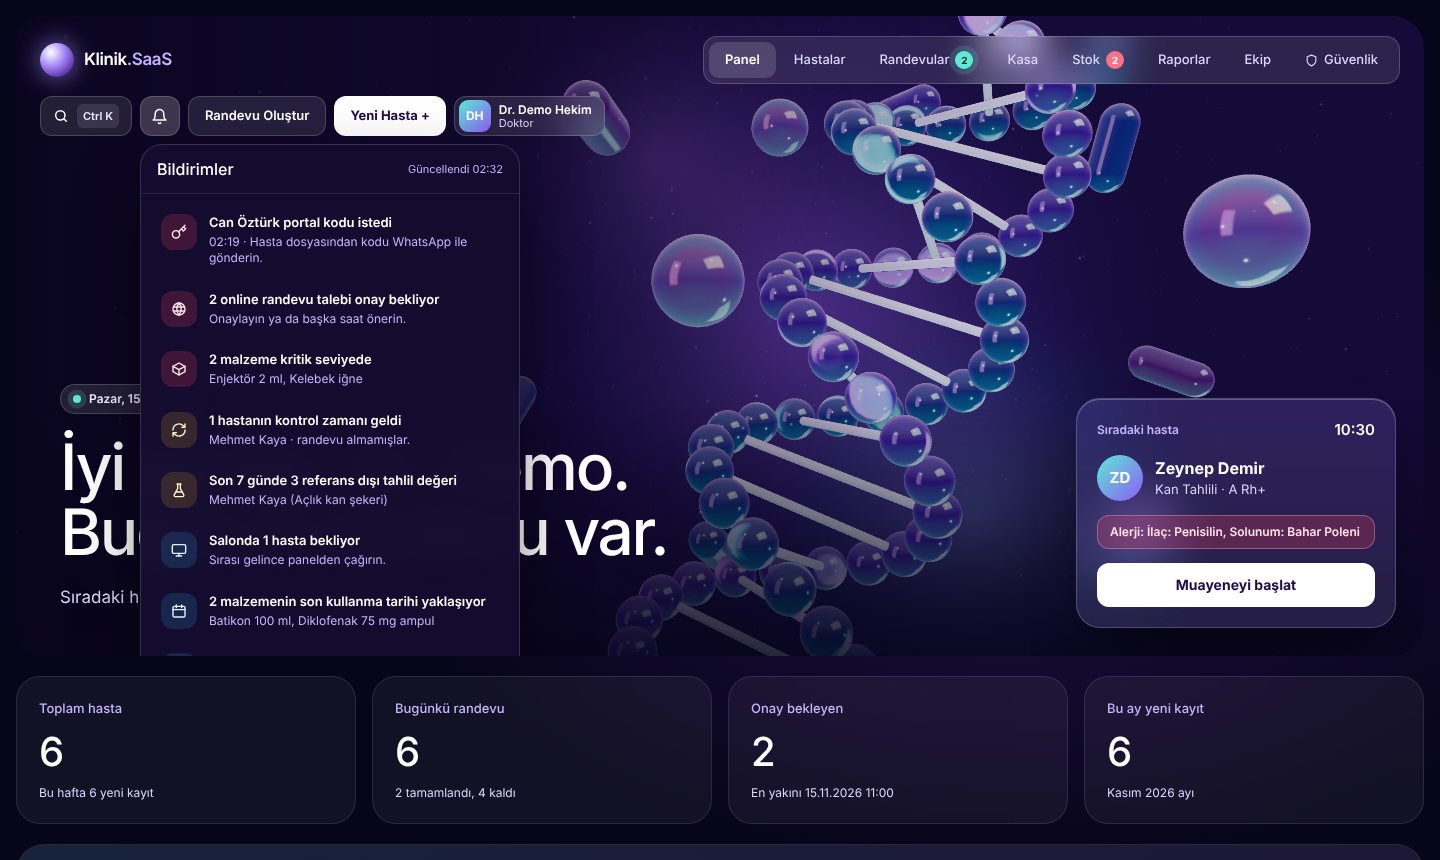 Klinik.SaaS
Panel
Hastalar
Randevular 2
Kasa
Stok 2
Raporlar
Ekip
Güvenlik
Ctrl K
Randevu Oluştur
Yeni Hasta +
DH
Dr. Demo Hekim
Doktor
Bildirimler
Güncellendi 02:32
Can Öztürk portal kodu istedi
02:19 · Hasta dosyasından kodu WhatsApp ile
gönderin.
2 online randevu talebi onay bekliyor
Onaylayın ya da başka saat önerin.
2 malzeme kritik seviyede
Enjektör 2 ml, Kelebek iğne
1 hastanın kontrol zamanı geldi
Mehmet Kaya · randevu almamışlar.
Son 7 günde 3 referans dışı tahlil değeri
Mehmet Kaya (Açlık kan şekeri)
Salonda 1 hasta bekliyor
Sırası gelince panelden çağırın.
2 malzemenin son kullanma tarihi yaklaşıyor
Batikon 100 ml, Diklofenak 75 mg ampul
Pazar, 15
İyi emo.
Bu u var.
Sıradaki h
Sıradaki hasta
10:30
ZD
Zeynep Demir
Kan Tahlili · A Rh+
Alerji: İlaç: Penisilin, Solunum: Bahar Poleni
Muayeneyi başlat
Toplam hasta
6
Bu hafta 6 yeni kayıt
Bugünkü randevu
6
2 tamamlandı, 4 kaldı
Onay bekleyen
2
En yakını 15.11.2026 11:00
Bu ay yeni kayıt
6
Kasım 2026 ayı